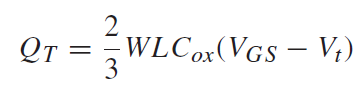 Q_T = \frac{2}{3} WLC_{ox}(V_{GS} - V_t)